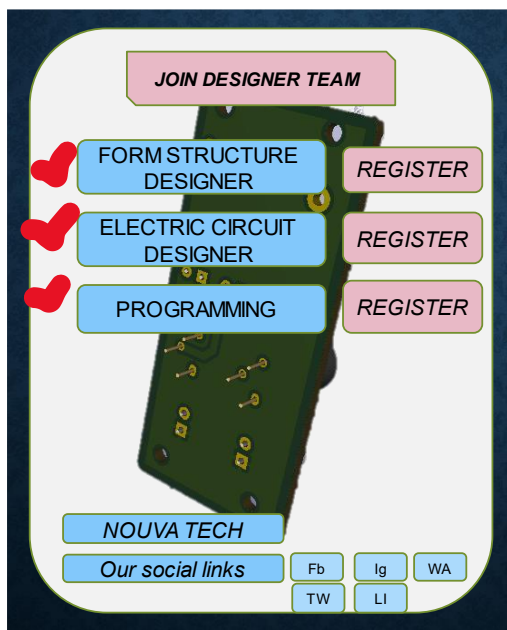 JOIN DESIGNER TEAM
FORM STRUCTURE
DESIGNER
REGISTER
ELECTRIC CIRCUIT
DESIGNER
REGISTER
PROGRAMMING
REGISTER
NOUVA TECH
Our social links
Fb
Ig
WA
TW
LI